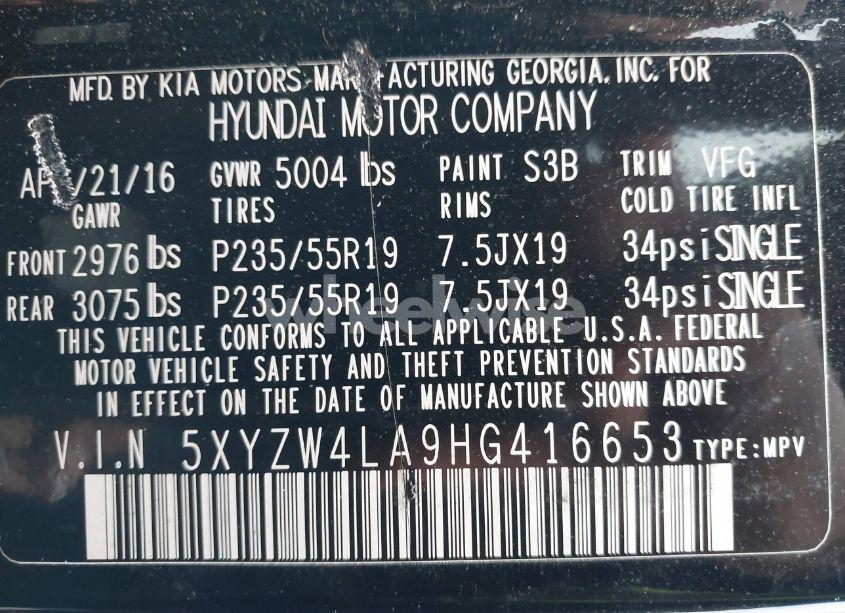 MFD. BY KIA MOTORS MANUFACTURING GEORGIA, INC. FOR
HYUNDAI MOTOR COMPANY
/21/16 GVWR 5004 lbs PAINT S3B TRIM VFG
GAWR TIRES RIMS COLD TIRE INFL
FRONT 2976 lbs P235/55R19 7.5JX19 34psi SINGLE
REAR 3075 lbs P235/55R19 7.5JX19 34psi SINGLE
wheelwise
THIS VEHICLE CONFORMS TO ALL APPLICABLE U.S.A. FEDERAL
MOTOR VEHICLE SAFETY AND THEFT PREVENTION STANDARDS
IN EFFECT ON THE DATE OF MANUFACTURE SHOWN ABOVE
V.I.N 5XYZW4LA9HG416653 TYPE:MPV